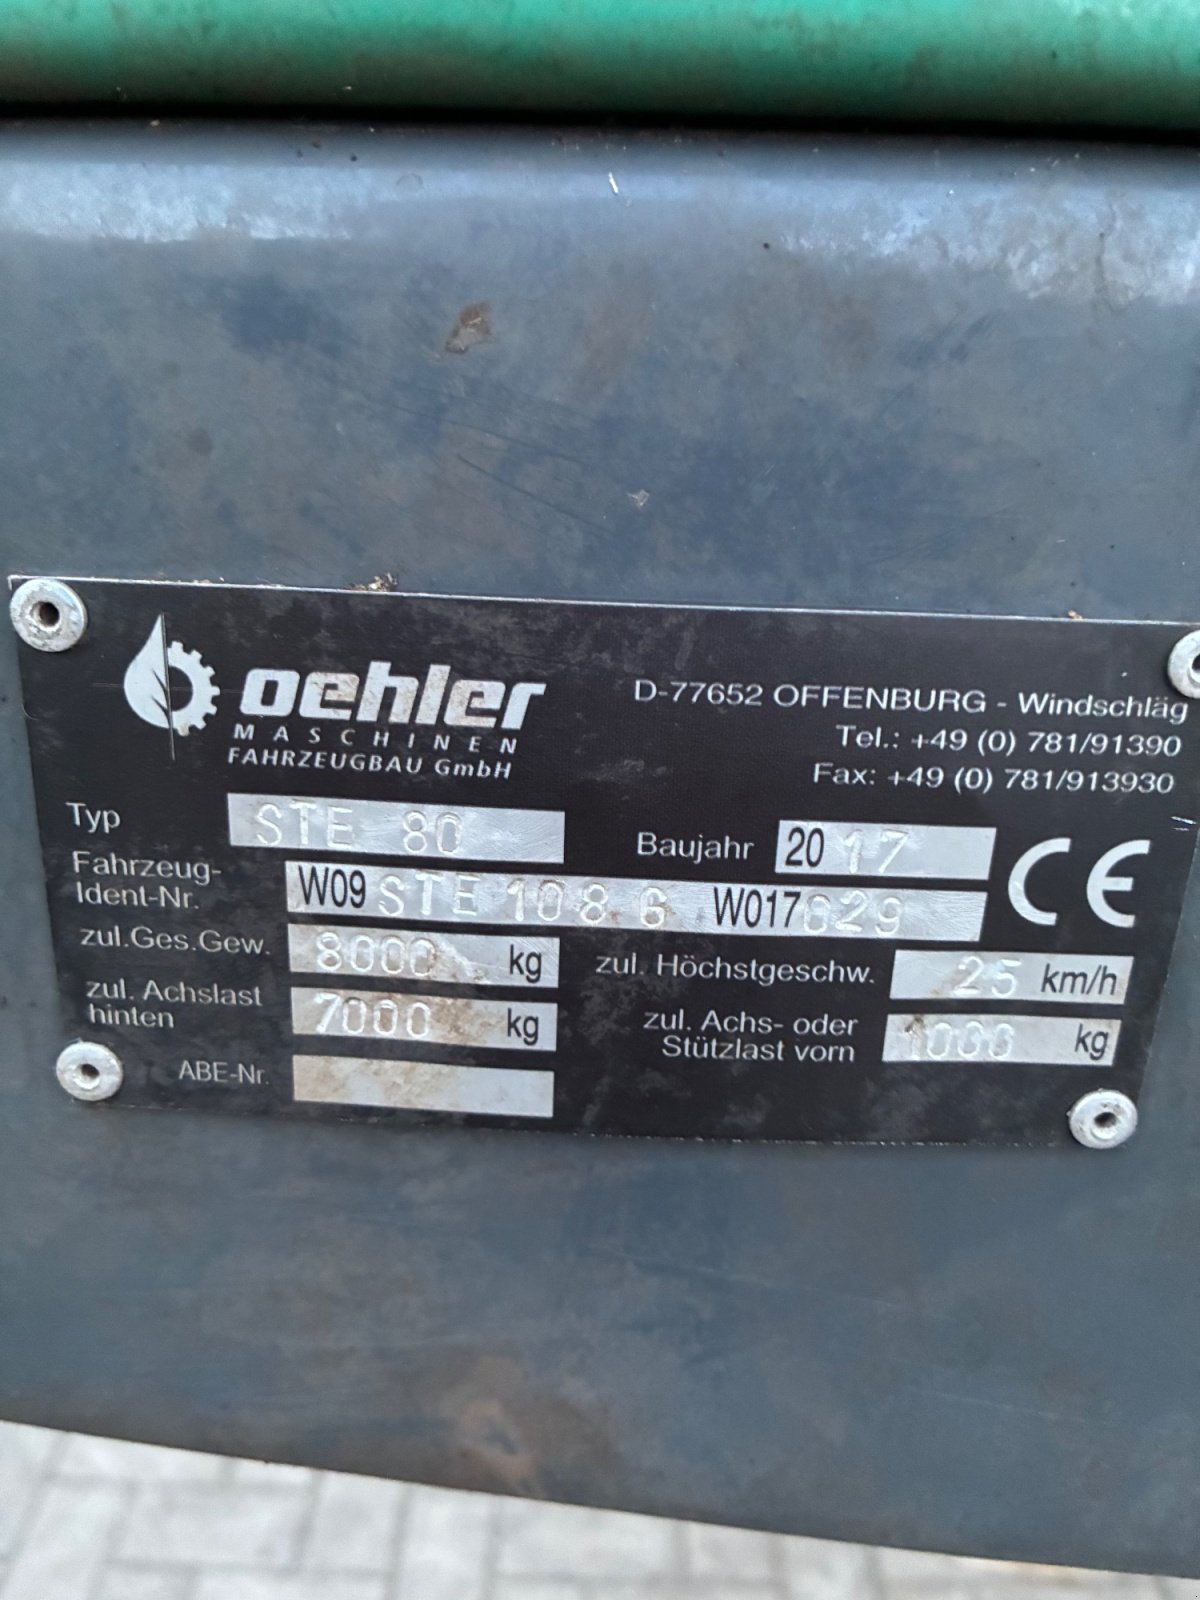 oehler
MASCHINEN
FAHRZEUGBAU GmbH
D-77652 OFFENBURG - Windschläg
Tel.: +49 (0) 781/91390
Fax: +49 (0) 781/913930
Typ STE 80
Baujahr 2017
CE
Fahrzeug-
Ident-Nr. W09 STE 108 G W017029
zul.Ges.Gew. 8000 kg
zul. Höchstgeschw. 25 km/h
zul. Achslast
hinten 7000 kg
zul. Achs- oder
Stützlast vorn 1000 kg
ABE-Nr.